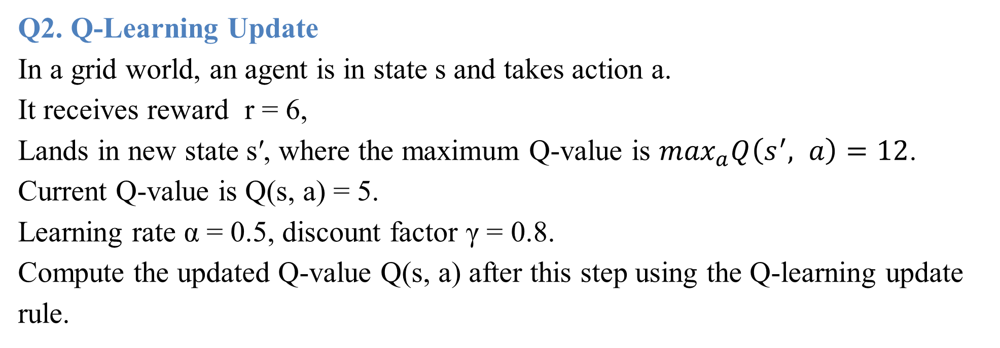 Q2. Q-Learning Update
In a grid world, an agent is in state s and takes action a.
It receives reward  r = 6,
Lands in new state s′, where the maximum Q-value is maxₐQ(s′, a) = 12.
Current Q-value is Q(s, a) = 5.
Learning rate α = 0.5, discount factor γ = 0.8.
Compute the updated Q-value Q(s, a) after this step using the Q-learning update
rule.